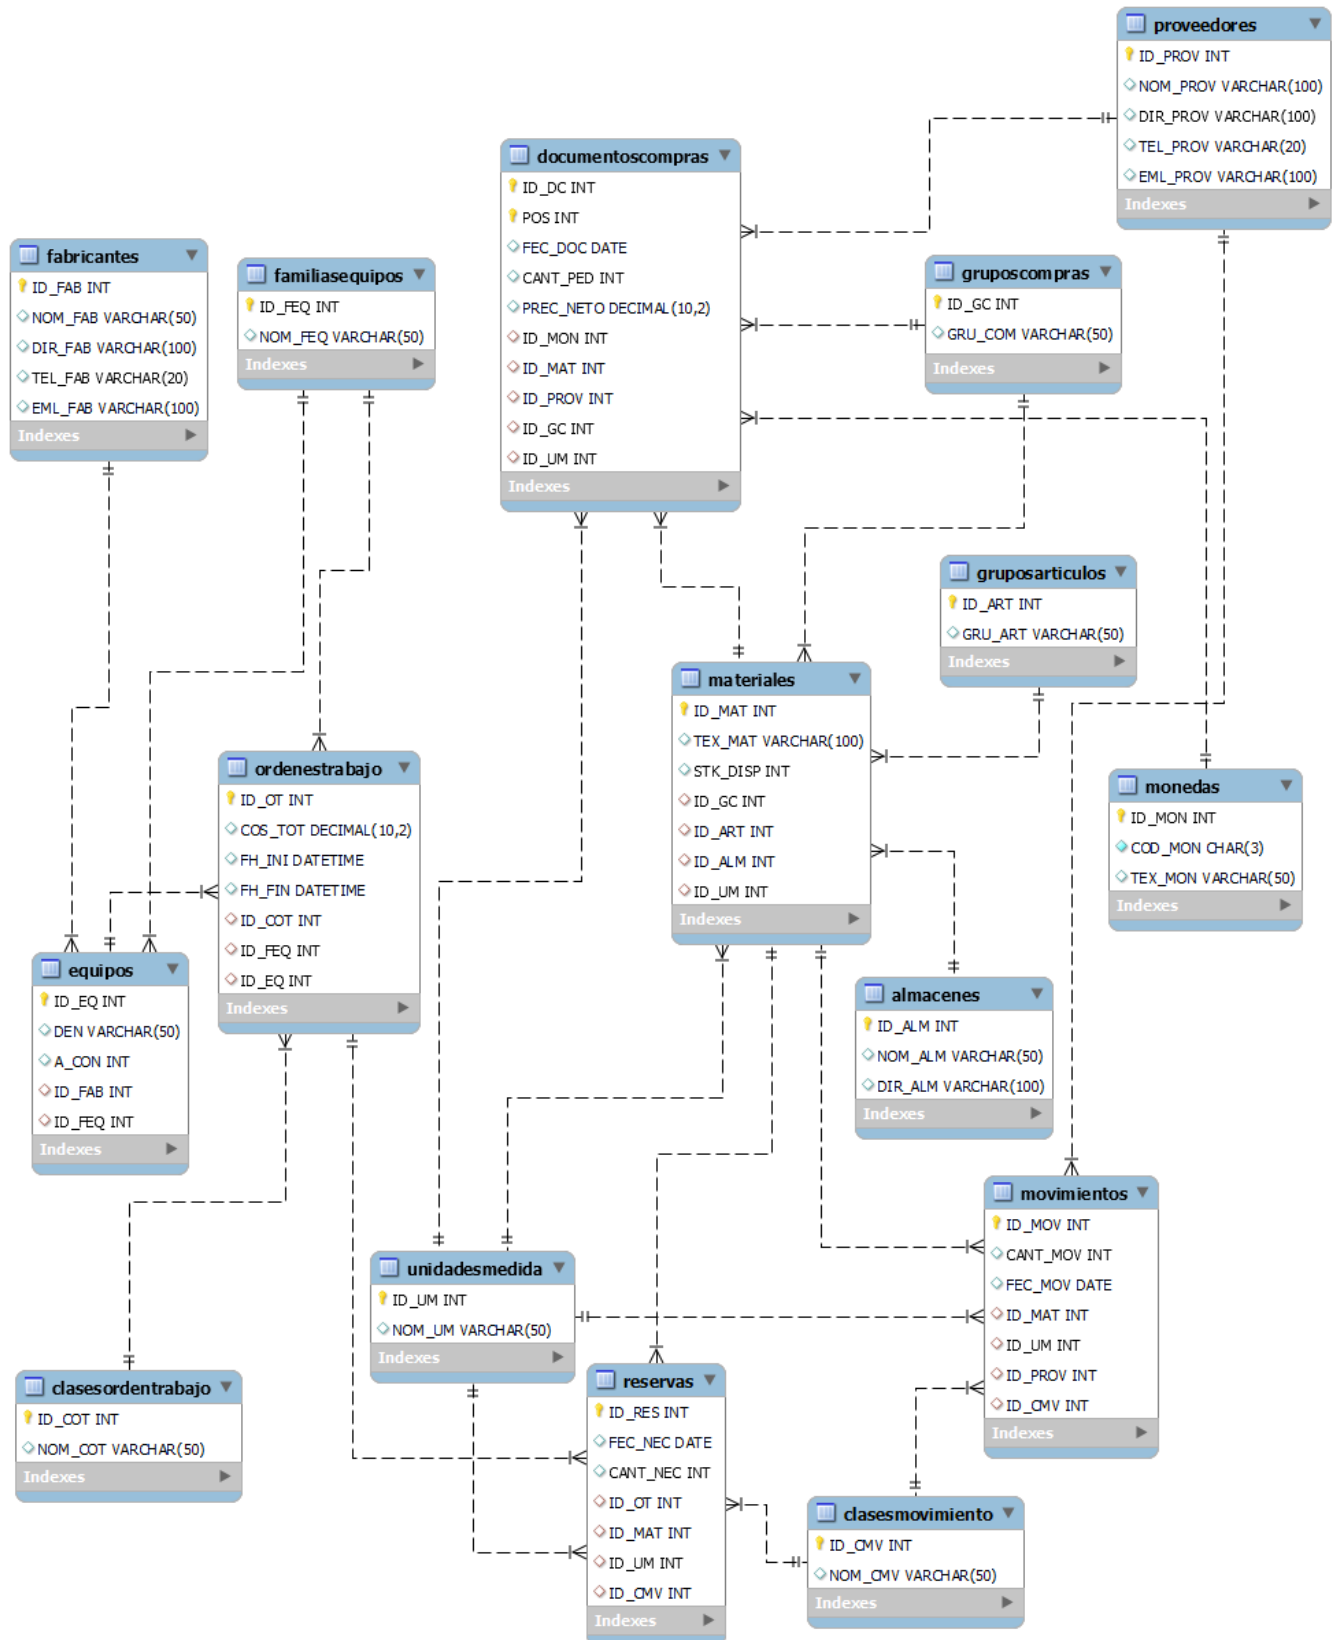 proveedores
ID_PROV INT
NOM_PROV VARCHAR(100)
DIR_PROV VARCHAR(100)
TEL_PROV VARCHAR(20)
EML_PROV VARCHAR(100)
Indexes
documentoscompras
ID_DC INT
POS INT
FEC_DOC DATE
CANT_PED INT
PREC_NETO DECIMAL(10,2)
ID_MON INT
ID_MAT INT
ID_PROV INT
ID_GC INT
ID_UM INT
Indexes
fabricantes
ID_FAB INT
NOM_FAB VARCHAR(50)
DIR_FAB VARCHAR(100)
TEL_FAB VARCHAR(20)
EML_FAB VARCHAR(100)
Indexes
familiasequipos
ID_FEQ INT
NOM_FEQ VARCHAR(50)
Indexes
gruposcompras
ID_GC INT
GRU_COM VARCHAR(50)
Indexes
gruposarticulos
ID_ART INT
GRU_ART VARCHAR(50)
Indexes
materiales
ID_MAT INT
TEX_MAT VARCHAR(100)
STK_DISP INT
ID_GC INT
ID_ART INT
ID_ALM INT
ID_UM INT
Indexes
ordenestrabajo
ID_OT INT
COS_TOT DECIMAL(10,2)
FH_INI DATETIME
FH_FIN DATETIME
ID_COT INT
ID_FEQ INT
ID_EQ INT
Indexes
monedas
ID_MON INT
COD_MON CHAR(3)
TEX_MON VARCHAR(50)
Indexes
equipos
ID_EQ INT
DEN VARCHAR(50)
A_CON INT
ID_FAB INT
ID_FEQ INT
Indexes
almacenes
ID_ALM INT
NOM_ALM VARCHAR(50)
DIR_ALM VARCHAR(100)
Indexes
movimientos
ID_MOV INT
CANT_MOV INT
FEC_MOV DATE
ID_MAT INT
ID_UM INT
ID_PROV INT
ID_CMV INT
Indexes
unidadesmedida
ID_UM INT
NOM_UM VARCHAR(50)
Indexes
clasesordentrabajo
ID_COT INT
NOM_COT VARCHAR(50)
Indexes
reservas
ID_RES INT
FEC_NEC DATE
CANT_NEC INT
ID_OT INT
ID_MAT INT
ID_UM INT
ID_CMV INT
Indexes
clasesmovimiento
ID_CMV INT
NOM_CMV VARCHAR(50)
Indexes